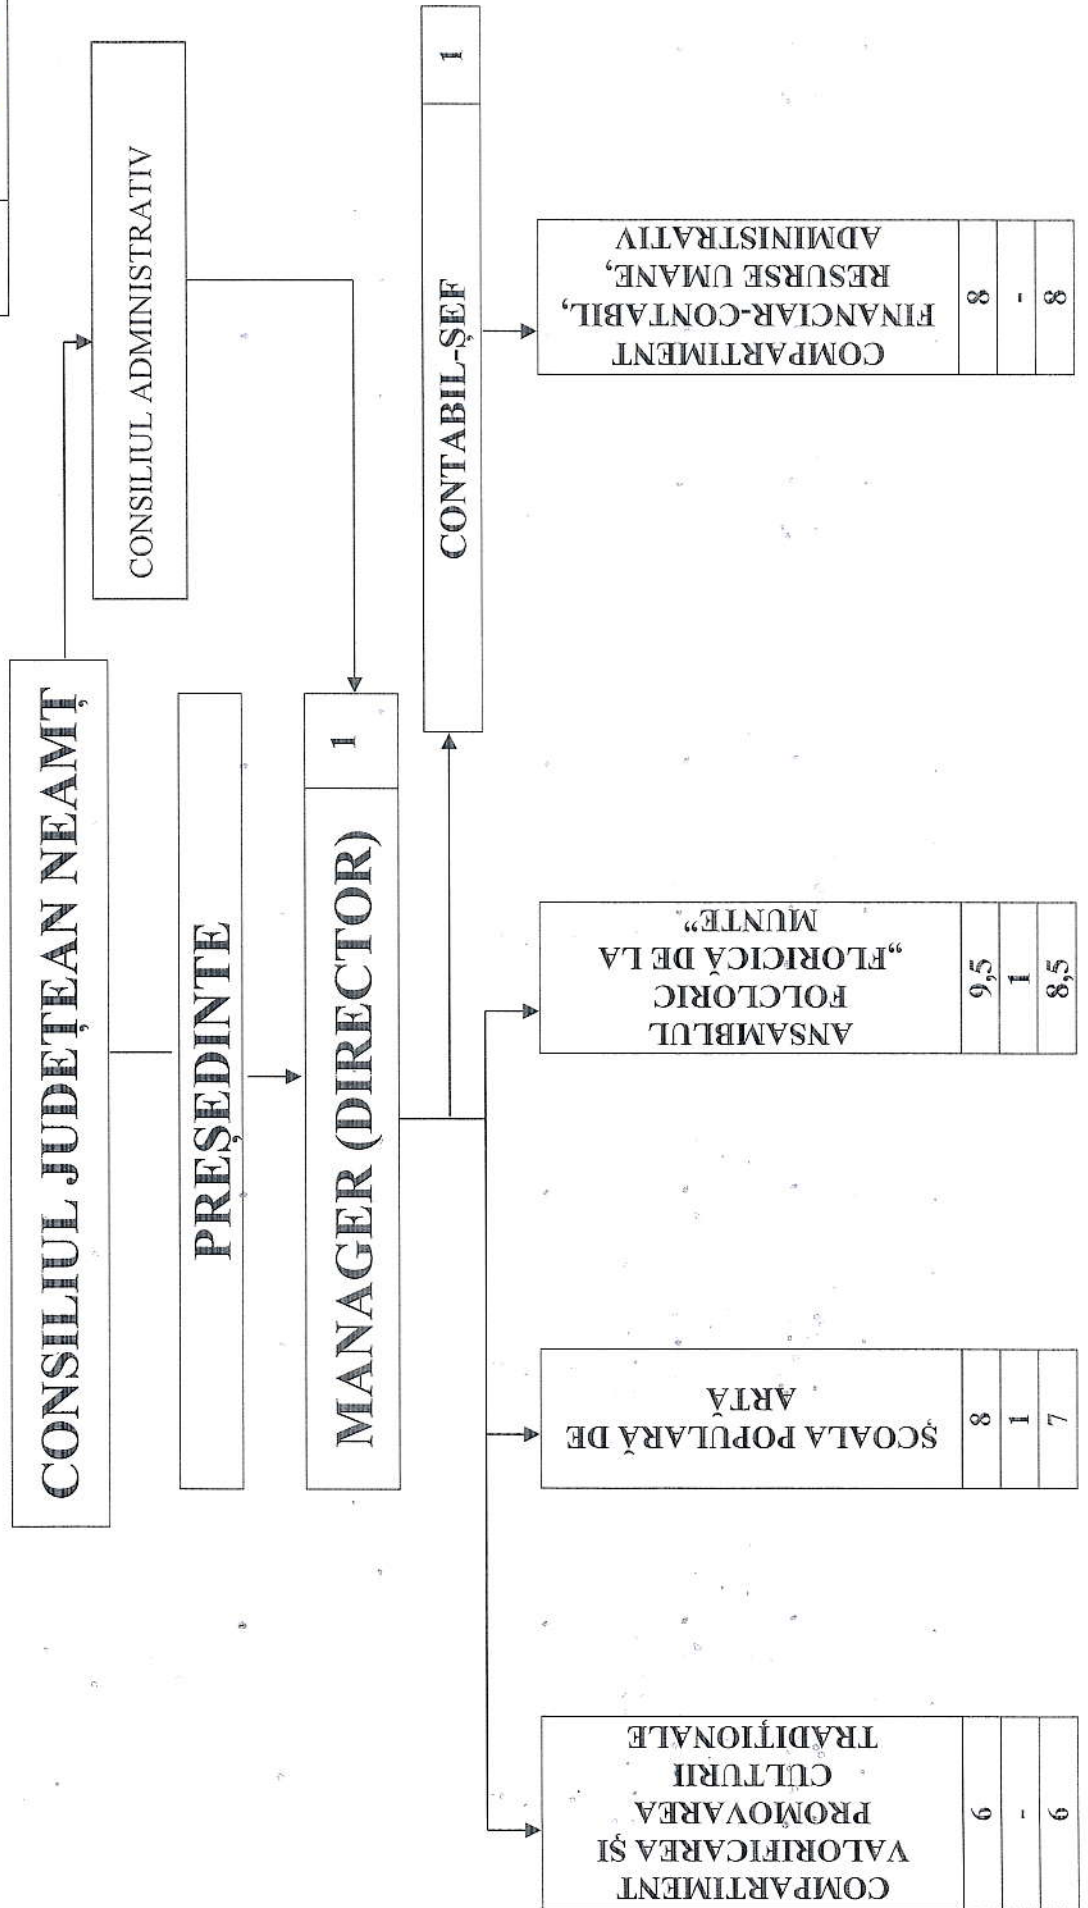 CONSILIUL JUDEȚEAN NEAMȚ
CONSILIUL ADMINISTRATIV
PREȘEDINTE
MANAGER (DIRECTOR)
1
CONTABIL-ȘEF
1
COMPARTIMENT
VALORIFICAREA ȘI
PROMOVAREA
CULTURII
TRADIȚIONALE
6
-
6
ȘCOALA POPULARĂ DE
ARTĂ
8
1
7
ANSAMBLUL
FOLCLORIC
„FLORICICĂ DE LA
MUNTE”
9,5
1
8,5
COMPARTIMENT
FINANCIAR-CONTABIL,
RESURSE UMANE,
ADMINISTRATIV
8
-
8